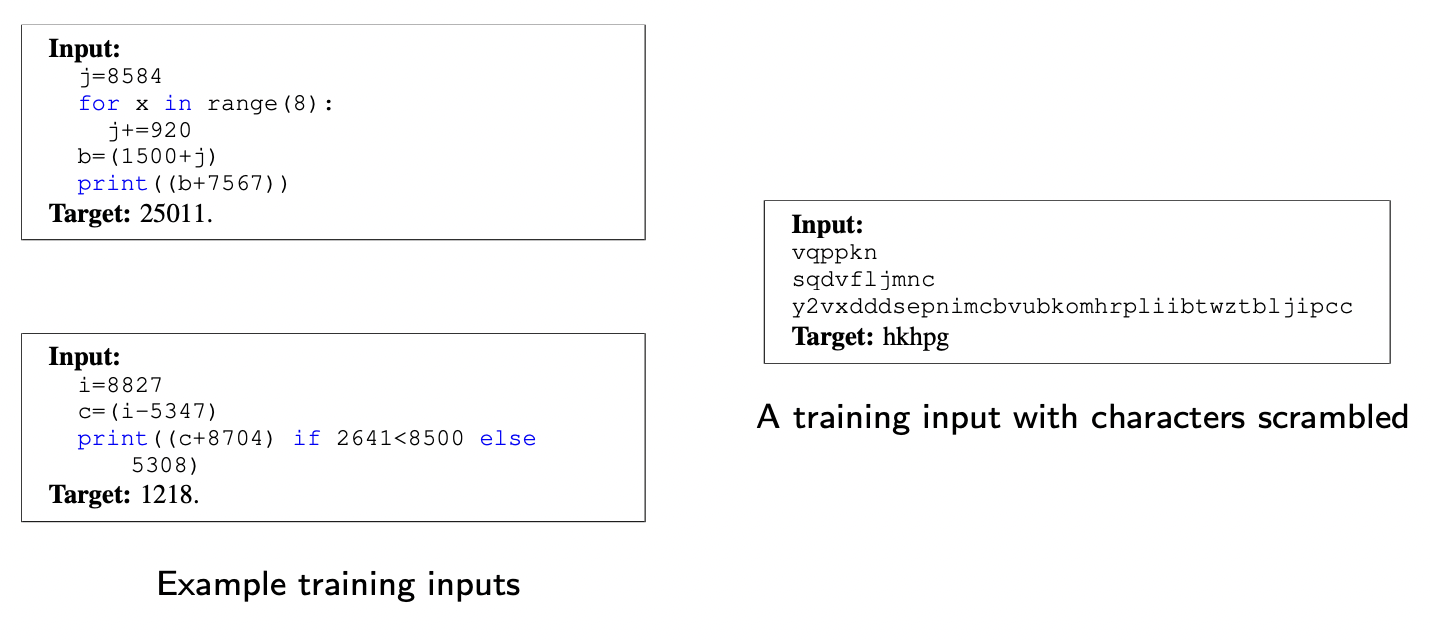 Input:
j=8584
for x in range(8):
j+=920
b=(1500+j)
print((b+7567))
Target: 25011.
Input:
i=8827
c=(i-5347)
print((c+8704) if 2641<8500 else
5308)
Target: 1218.
Example training inputs
Input:
vqppkn
sqdvfljmnc
y2vxdddsepnimcbvubkomhrpliibtwztbljipcc
Target: hkhpg
A training input with characters scrambled